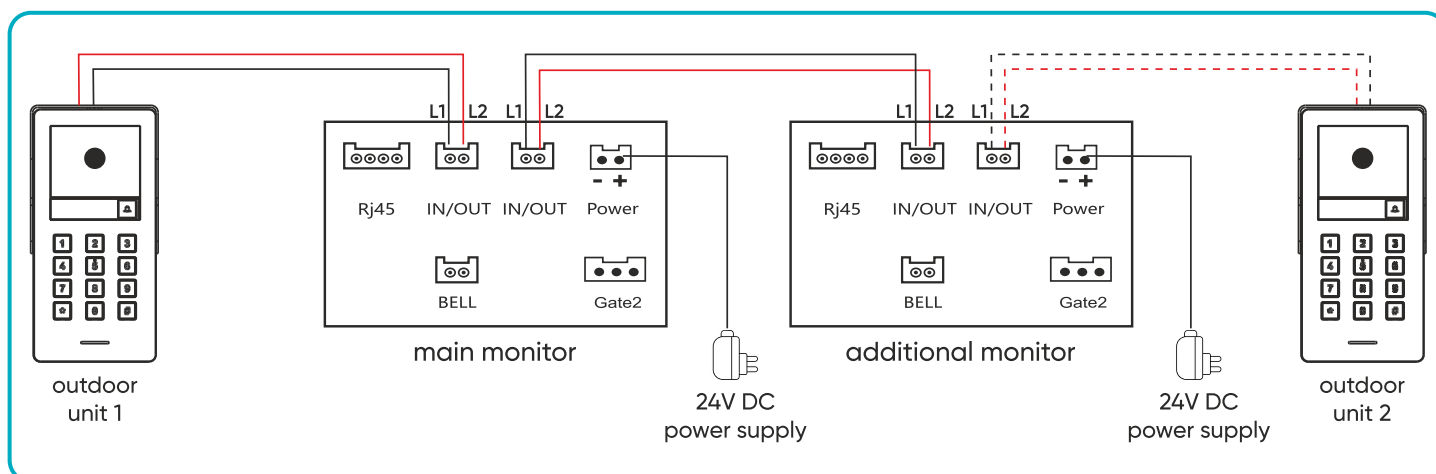 L1 L2 L1 L2
L1 L2 L1 L2
- +
Rj45 IN/OUT IN/OUT Power
BELL Gate2
main monitor
- +
Rj45 IN/OUT IN/OUT Power
BELL Gate2
additional monitor
1 2 3
4 5 6
7 8 9
* 0 #
outdoor
unit 1
24V DC
power supply
24V DC
power supply
1 2 3
4 5 6
7 8 9
* 0 #
outdoor
unit 2